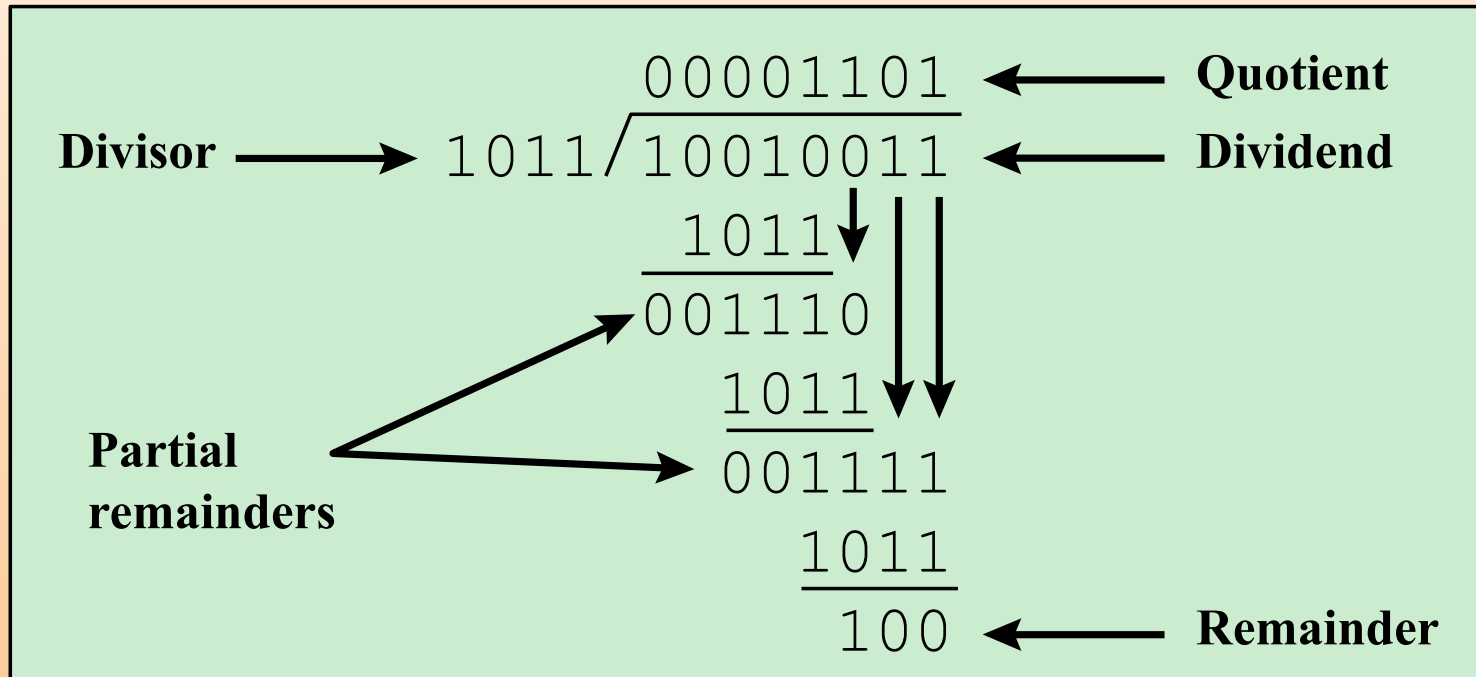 00001101 Quotient
Divisor 1011 10010011 Dividend
1011
001110
1011
Partial
remainders
001111
1011
100 Remainder